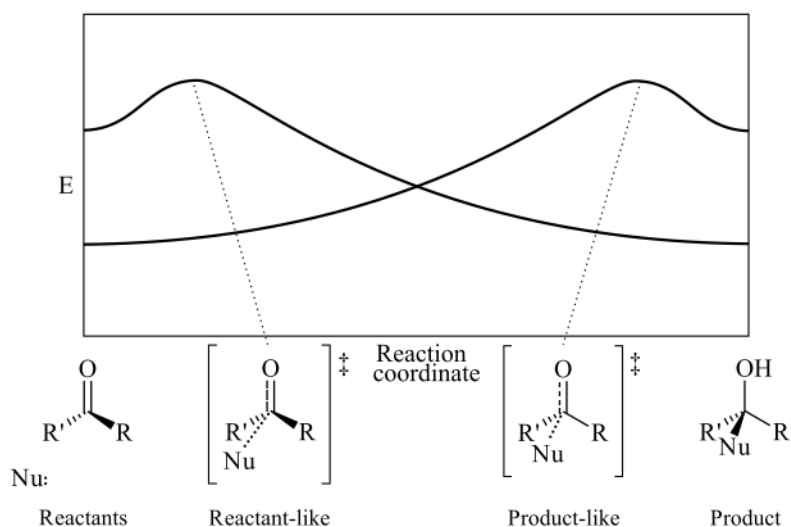 E
Reaction
coordinate
O
R
R
Nu:
O
R
R
Nu
‡
O
R
R
Nu
‡
OH
R
R
Nu
Reactants
Reactant-like
Product-like
Product